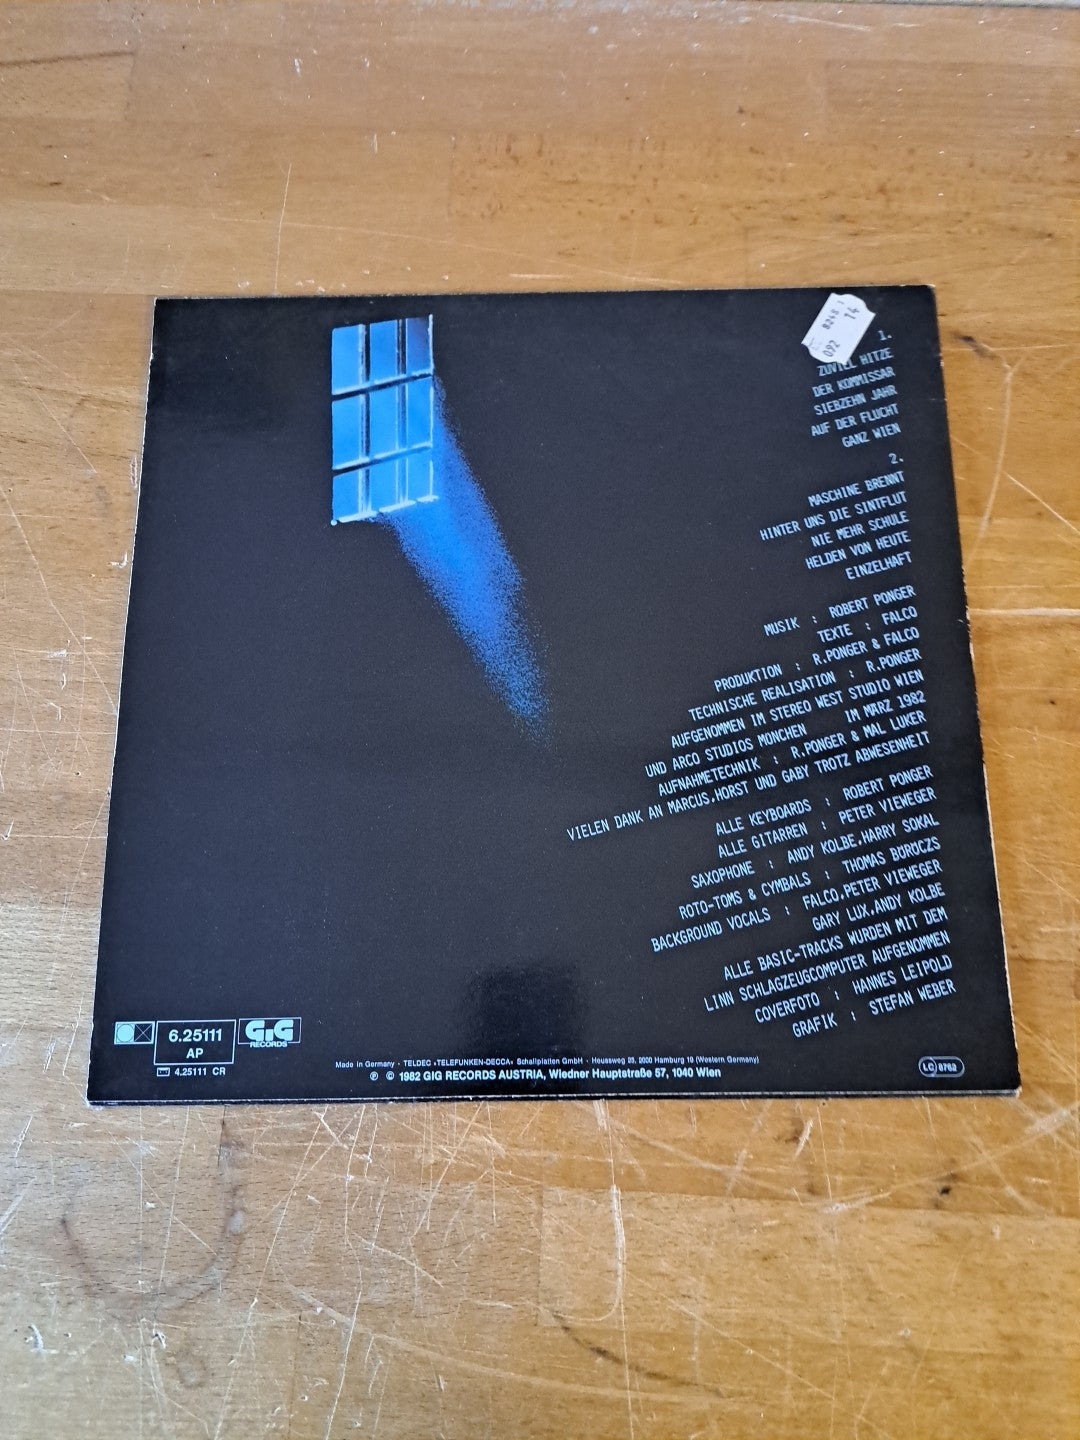 1.
ZUVIEL HITZE
DER KOMMISSAR
SIEBZEHN JAHR
AUF DER FLUCHT
GANZ WIEN
2.
MASCHINE BRENNT
HINTER UNS DIE SINTFLUT
NIE MEHR SCHULE
HELDEN VON HEUTE
EINZELHAFT
MUSIK : ROBERT PONGER
TEXTE : FALCO
PRODUKTION : R.PONGER & FALCO
TECHNISCHE REALISATION : R.PONGER
AUFGENOMMEN IM STEREO WEST STUDIO WIEN
UND ARCO STUDIOS MÜNCHEN IM MÄRZ 1982
AUFNAHMETECHNIK : R.PONGER & MAL LUKER
VIELEN DANK AN MARCUS,HORST UND GABY TROTZ ABWESENHEIT
ALLE KEYBOARDS : ROBERT PONGER
ALLE GITARREN : PETER VIEWEGER
SAXOPHONE : ANDY KOLBE,HARRY SOKAL
ROTO-TOMS & CYMBALS : THOMAS BÖRÖCZS
BACKGROUND VOCALS : FALCO,PETER VIEWEGER
GARY LUX,ANDY KOLBE
ALLE BASIC-TRACKS WURDEN MIT DEM
LINN SCHLAGZEUGCOMPUTER AUFGENOMMEN
COVERFOTO : HANNES LEIPOLD
GRAFIK : STEFAN WEBER
6.25111
AP
4.25111 CR
GIG
RECORDS
Made in Germany · TELDEC »TELEFUNKEN-DECCA« Schallplatten GmbH · Heussweg 25, 2000 Hamburg 19 (Western Germany)
℗ © 1982 GIG RECORDS AUSTRIA, Wiedner Hauptstraße 57, 1040 Wien
LC 8762